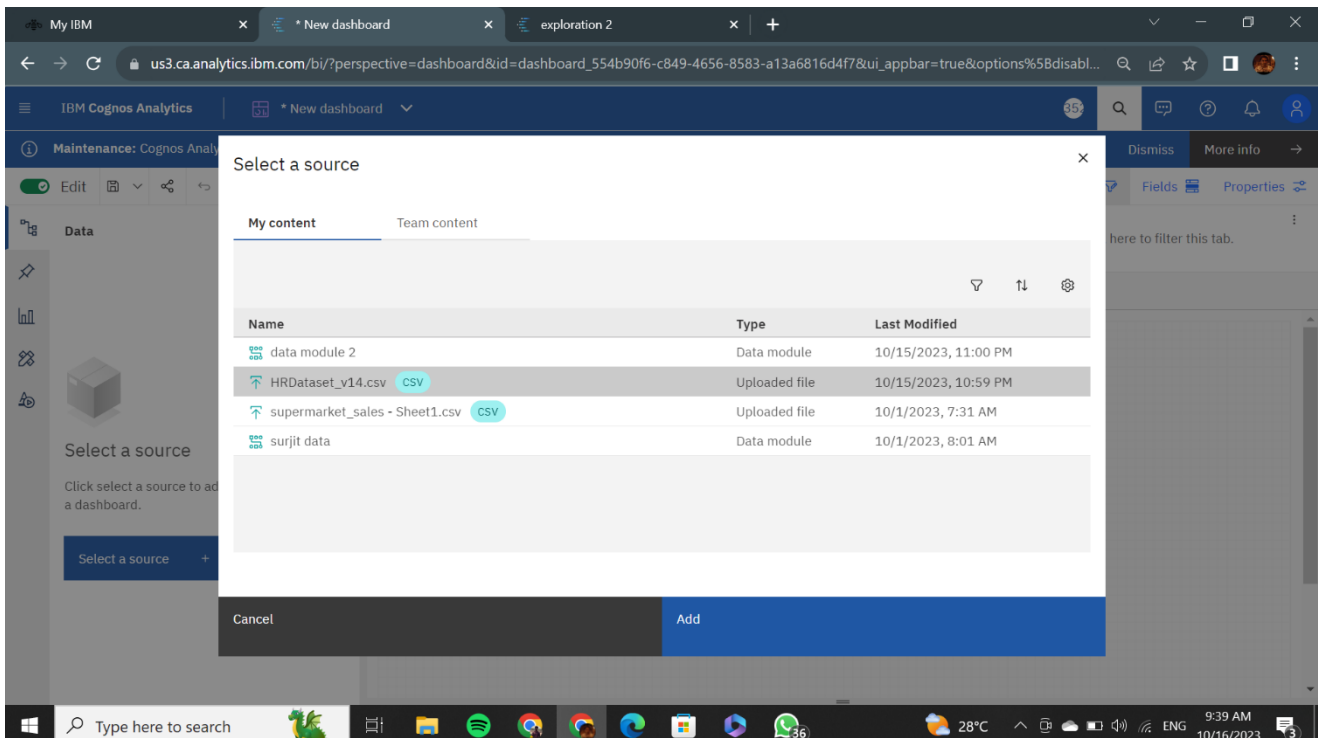 My IBM
* New dashboard
exploration 2
us3.ca.analytics.ibm.com/bi/?perspective=dashboard&id=dashboard_554b90f6-c849-4656-8583-a13a6816d4f7&ui_appbar=true&options%5Bdisabl...
IBM Cognos Analytics
* New dashboard
Maintenance: Cognos Analy
Dismiss
More info
Edit
Fields
Properties
Select a source
My content
Team content
Data
here to filter this tab.
Name Type Last Modified
data module 2 Data module 10/15/2023, 11:00 PM
HRDataset_v14.csv CSV Uploaded file 10/15/2023, 10:59 PM
supermarket_sales - Sheet1.csv CSV Uploaded file 10/1/2023, 7:31 AM
surjit data Data module 10/1/2023, 8:01 AM
Select a source
Click select a source to ad
a dashboard.
Select a source +
Cancel
Add
Type here to search
36
28°C
ENG
9:39 AM
10/16/2023
3